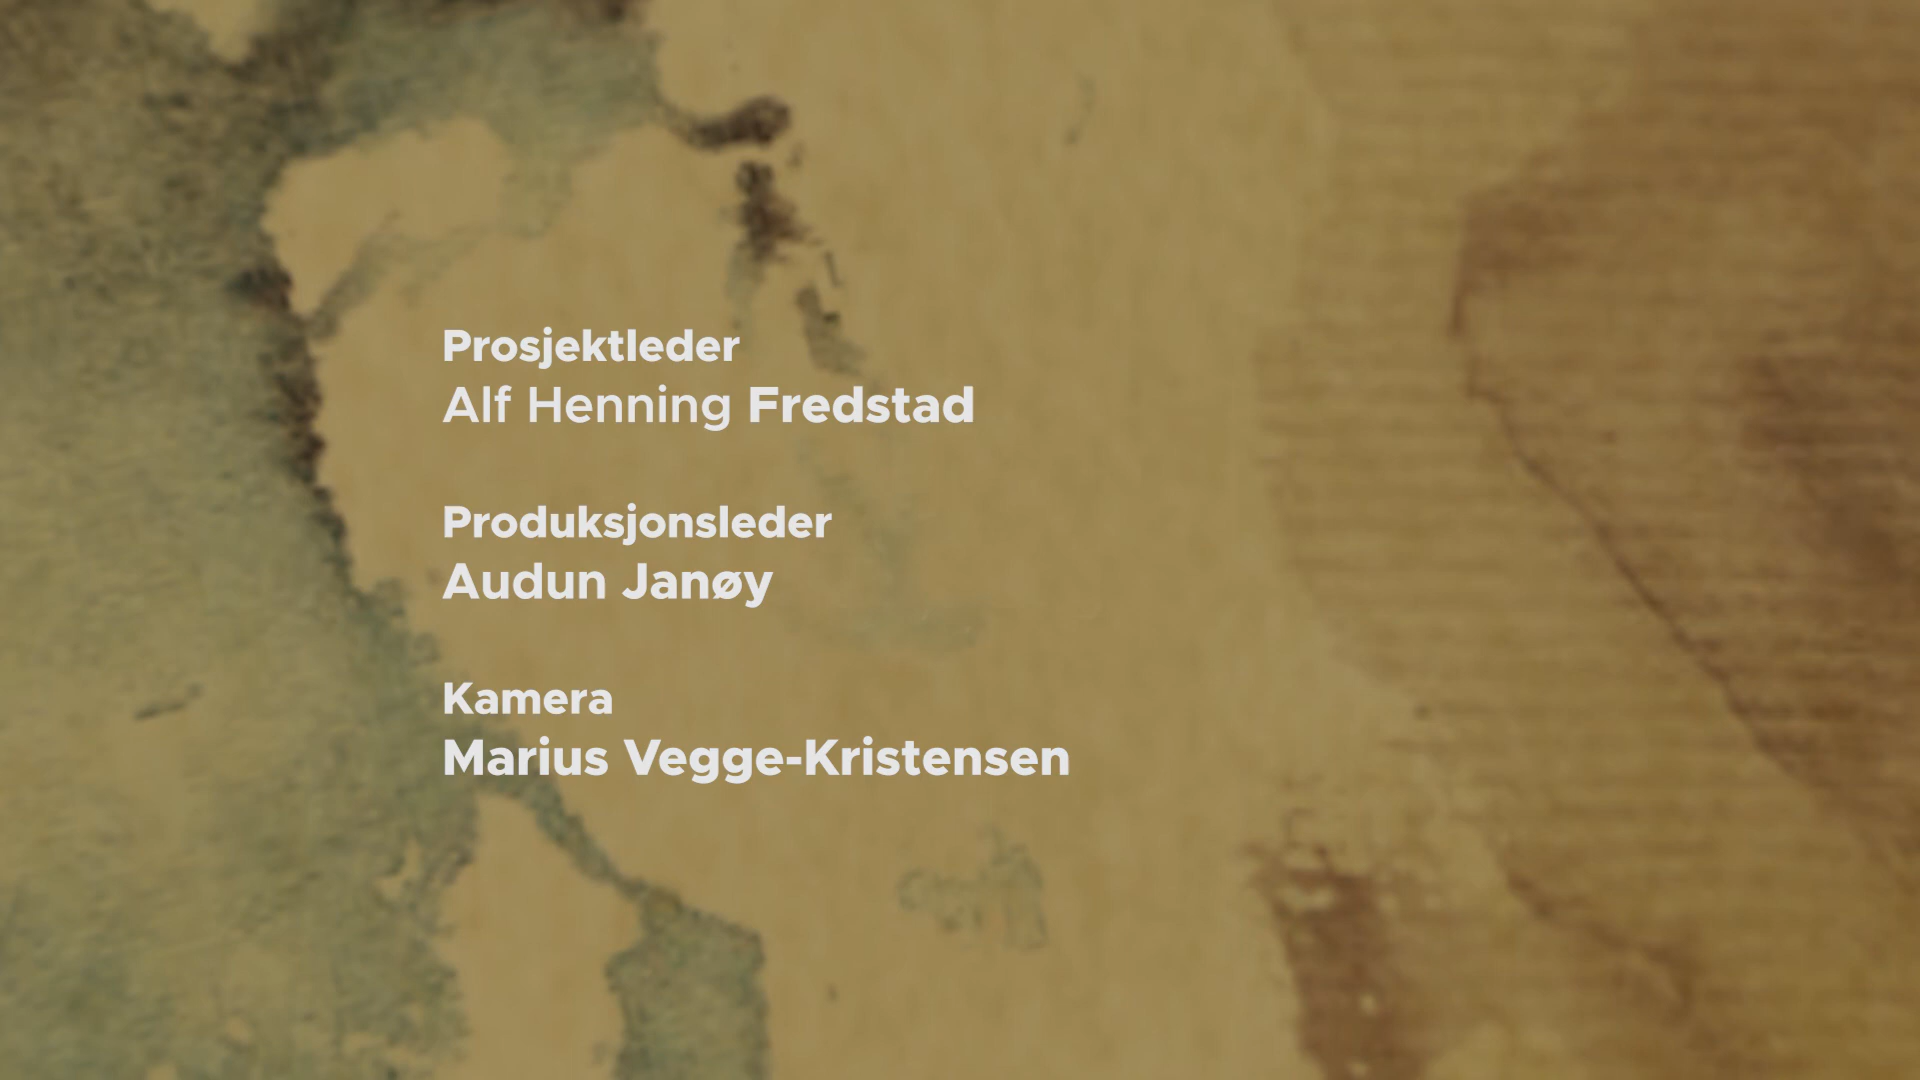 Prosjektleder
Alf Henning Fredstad
Produksjonsleder
Audun Janøy
Kamera
Marius Vegge-Kristensen